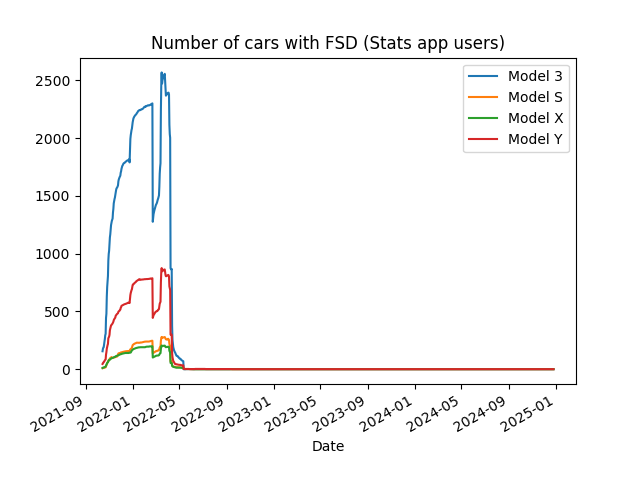 Number of cars with FSD (Stats app users)
Model 3
Model S
Model X
Model Y
2500
2000
1500
1000
500
0
2021-09
2022-01
2022-05
2022-09
2023-01
2023-05
2023-09
2024-01
2024-05
2024-09
2025-01
Date